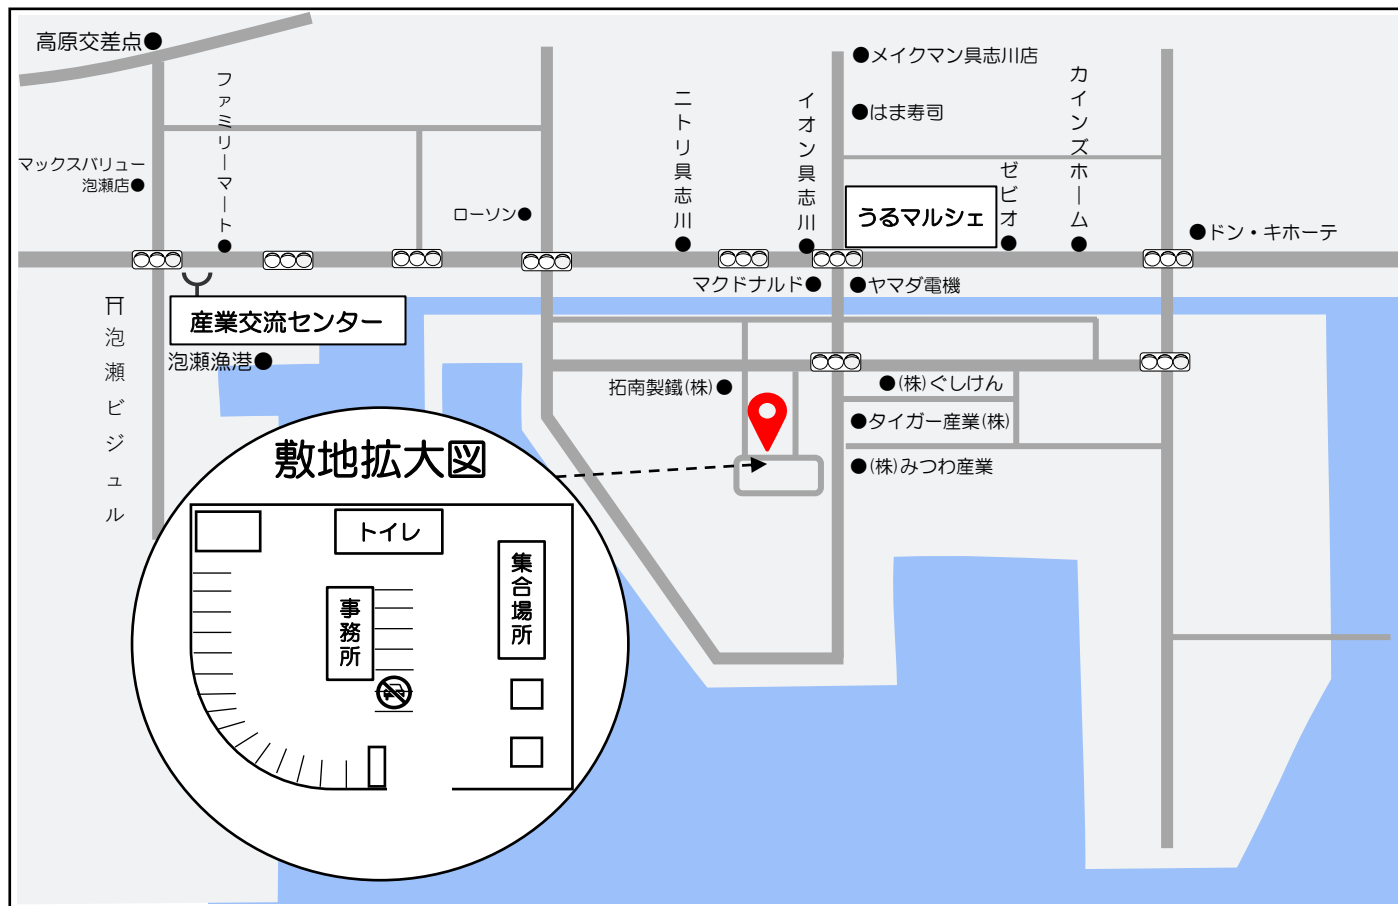 高原交差点
ファミリーマート
マックスバリュー
泡瀬店
ローソン
ニトリ具志川
イオン具志川
メイクマン具志川店
はま寿司
カインズホーム
ゼビオ
うるマルシェ
ドン・キホーテ
マクドナルド
ヤマダ電機
産業交流センター
泡瀬漁港
泡瀬ビジュル
拓南製鐵(株)
(株)ぐしけん
タイガー産業(株)
(株)みつわ産業
敷地拡大図
トイレ
集合場所
事務所